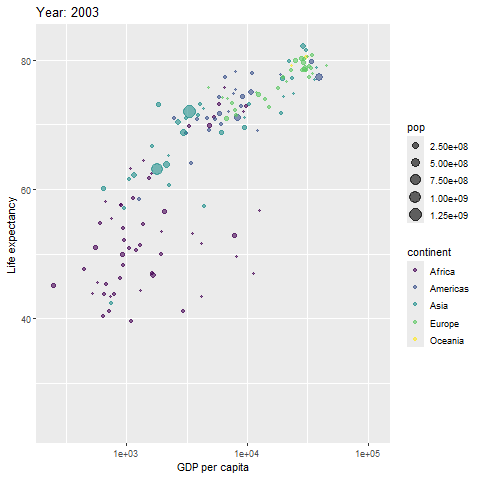 Year: 2003
Life expectancy
80
60
40
1e+03
1e+04
1e+05
GDP per capita
pop
2.50e+08
5.00e+08
7.50e+08
1.00e+09
1.25e+09
continent
Africa
Americas
Asia
Europe
Oceania